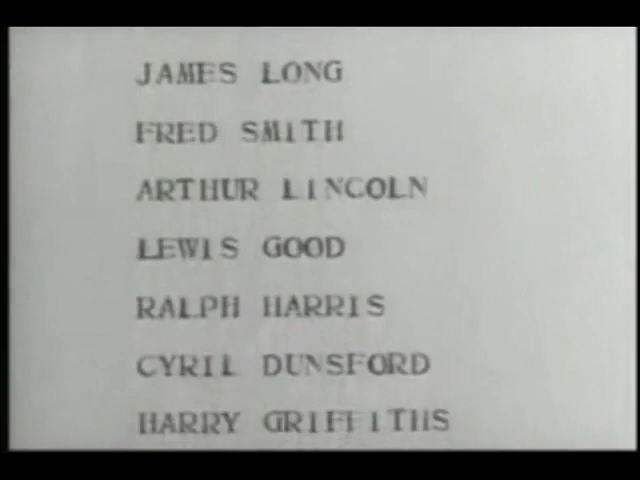 JAMES LONG
FRED SMITH
ARTHUR LINCOLN
LEWIS GOOD
RALPH HARRIS
CYRIL DUNSFORD
HARRY GRIFFITHS